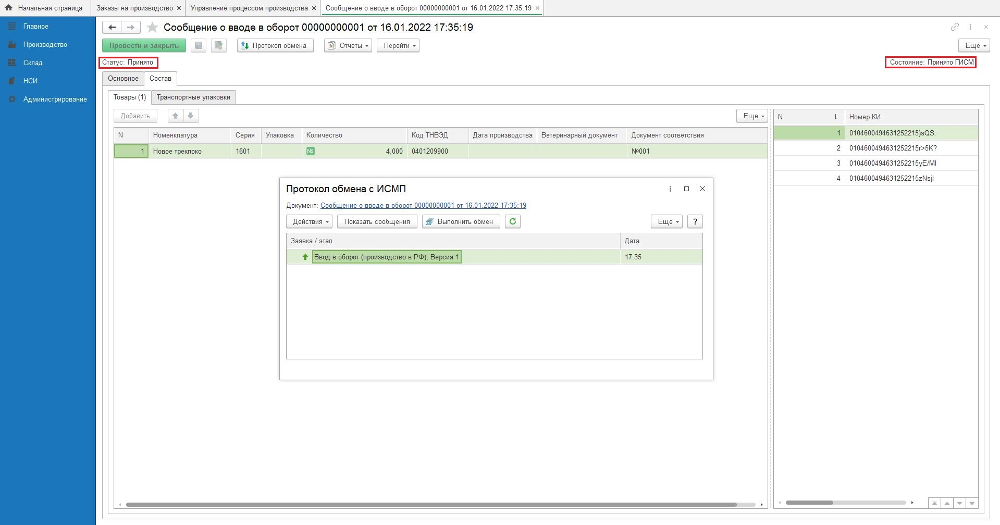 Начальная страница
Заказы на производство ×
Управление процессом производства ×
Сообщение о вводе в оборот 00000000001 от 16.01.2022 17:35:19 ×
Главное
Производство
Склад
НСИ
Администрирование
Сообщение о вводе в оборот 00000000001 от 16.01.2022 17:35:19
Провести и закрыть
Протокол обмена
Отчеты
Перейти
Еще
Статус: Принято
Состояние: Принято ГИСМ
Основное
Состав
Товары (1)
Транспортные упаковки
Добавить
Еще
N Номенклатура Серия Упаковка Количество Код ТНВЭД Дата производства Ветеринарный документ Документ соответствия
1 Новое треклоко 1601 № 4,000 0401209900 №001
N Номер КИ
1 0104600494631252215)sQS:
2 0104600494631252215r>5K?
3 0104600494631252215yE/Ml
4 0104600494631252215zNsjl
Протокол обмена с ИСМП
Документ: Сообщение о вводе в оборот 00000000001 от 16.01.2022 17:35:19
Действия
Показать сообщения
Выполнить обмен
Еще
?
Заявка / этап Дата
Ввод в оборот (производство в РФ), Версия 1 17:35